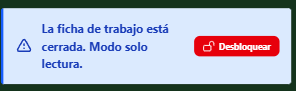 La ficha de trabajo está
cerrada. Modo solo
lectura.
Desbloquear